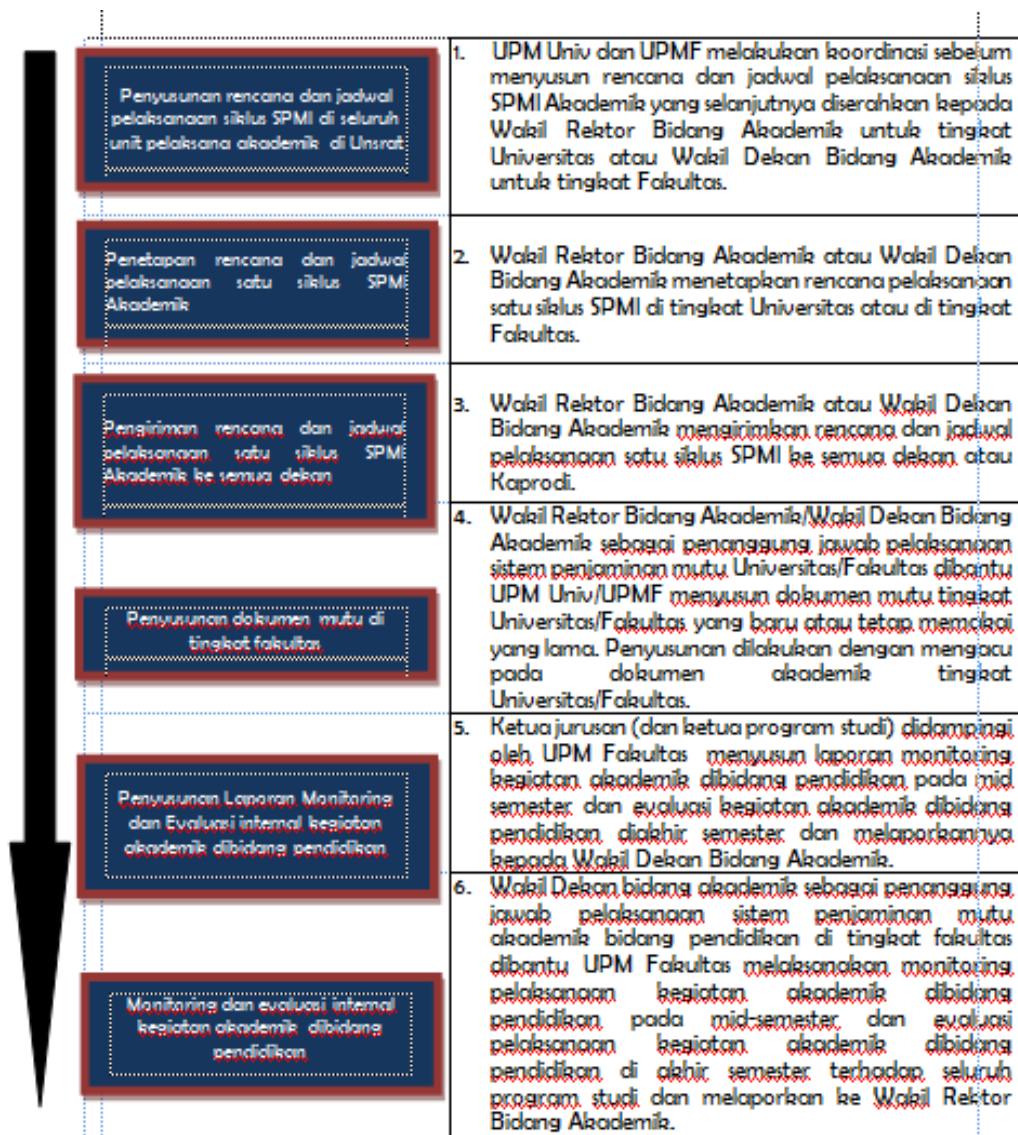 Penyusunan rencana dan jadwal
pelaksanaan siklus SPMI di seluruh
unit pelaksana akademik di Unsrat
1. UPM Univ dan UPMF melakukan koordinasi sebelum
menyusun rencana dan jadwal pelaksanaan siklus
SPMI Akademik yang selanjutnya diserahkan kepada
Wakil Rektor Bidang Akademik untuk tingkat
Universitas atau Wakil Dekan Bidang Akademik
untuk tingkat Fakultas.
Penetapan rencana dan jadwal
pelaksanaan satu siklus SPMI
Akademik
2. Wakil Rektor Bidang Akademik atau Wakil Dekan
Bidang Akademik menetapkan rencana pelaksanaan
satu siklus SPMI di tingkat Universitas atau di tingkat
Fakultas.
Pengiriman rencana dan jadwal
pelaksanaan satu siklus SPMI
Akademik ke semua dekan
3. Wakil Rektor Bidang Akademik atau Wakil Dekan
Bidang Akademik mengirimkan rencana dan jadwal
pelaksanaan satu siklus SPMI ke semua dekan atau
Kaprodi.
Penyusunan dokumen mutu di
tingkat fakultas
4. Wakil Rektor Bidang Akademik/Wakil Dekan Bidang
Akademik sebagai penanggung jawab pelaksanaan
sistem penjaminan mutu Universitas/Fakultas dibantu
UPM Univ/UPMF menyusun dokumen mutu tingkat
Universitas/Fakultas yang baru atau tetap memakai
yang lama. Penyusunan dilakukan dengan mengacu
pada dokumen akademik tingkat
Universitas/Fakultas.
Penyusunan Laporan Monitoring
dan Evaluasi internal kegiatan
akademik dibidang pendidikan
5. Ketua jurusan (dan ketua program studi) didampingi
oleh UPM Fakultas menyusun laporan monitoring
kegiatan akademik dibidang pendidikan pada mid
semester dan evaluasi kegiatan akademik dibidang
pendidikan diakhir semester dan melaporkannya
kepada Wakil Dekan Bidang Akademik.
Monitoring dan evaluasi internal
kegiatan akademik dibidang
pendidikan
6. Wakil Dekan bidang akademik sebagai penanggung
jawab pelaksanaan sistem penjaminan mutu
akademik bidang pendidikan di tingkat fakultas
dibantu UPM Fakultas melaksanakan monitoring
pelaksanaan kegiatan akademik dibidang
pendidikan pada mid-semester dan evaluasi
pelaksanaan kegiatan akademik dibidang
pendidikan di akhir semester terhadap seluruh
program studi dan melaporkan ke Wakil Rektor
Bidang Akademik.